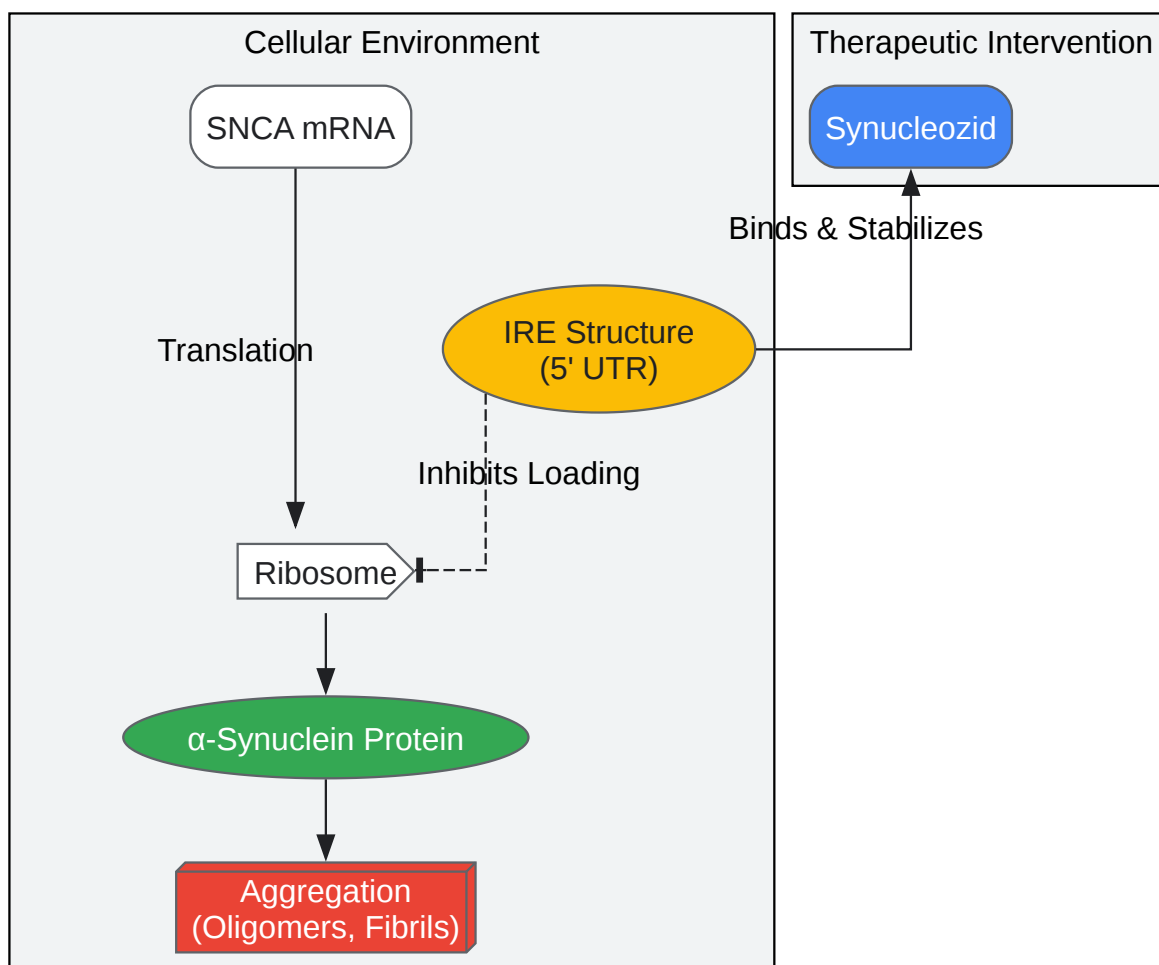 Cellular Environment
Therapeutic Intervention
SNCA mRNA
Synucleozid
Binds & Stabilizes
IRE Structure
(5' UTR)
Translation
Inhibits Loading
Ribosome
α-Synuclein Protein
Aggregation
(Oligomers, Fibrils)